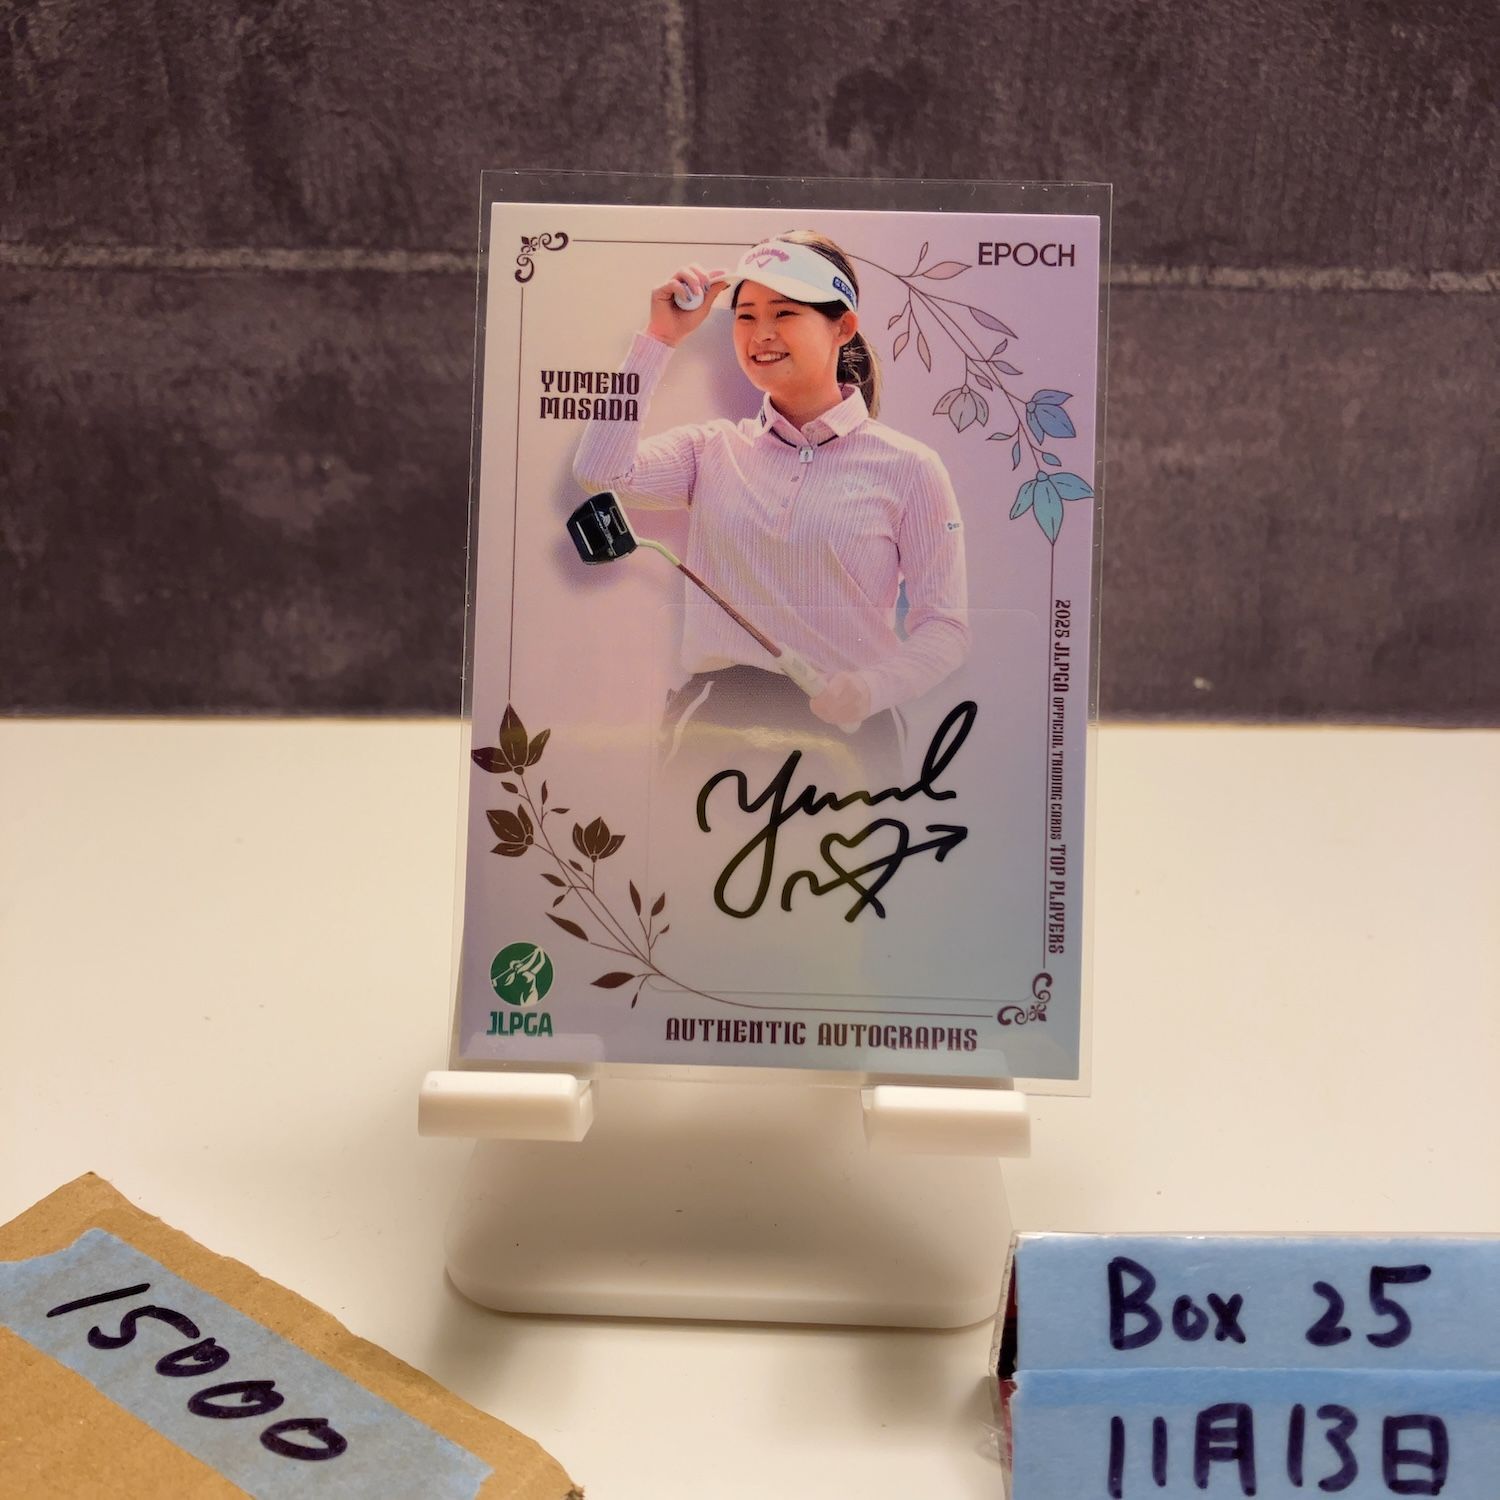 EPOCH
Callaway
YUMENO
MASADA
2025 JLPGA OFFICIAL TRADING CARDS TOP PLAYERS
JLPGA
AUTHENTIC AUTOGRAPHS
15000
Box 25
11月13日